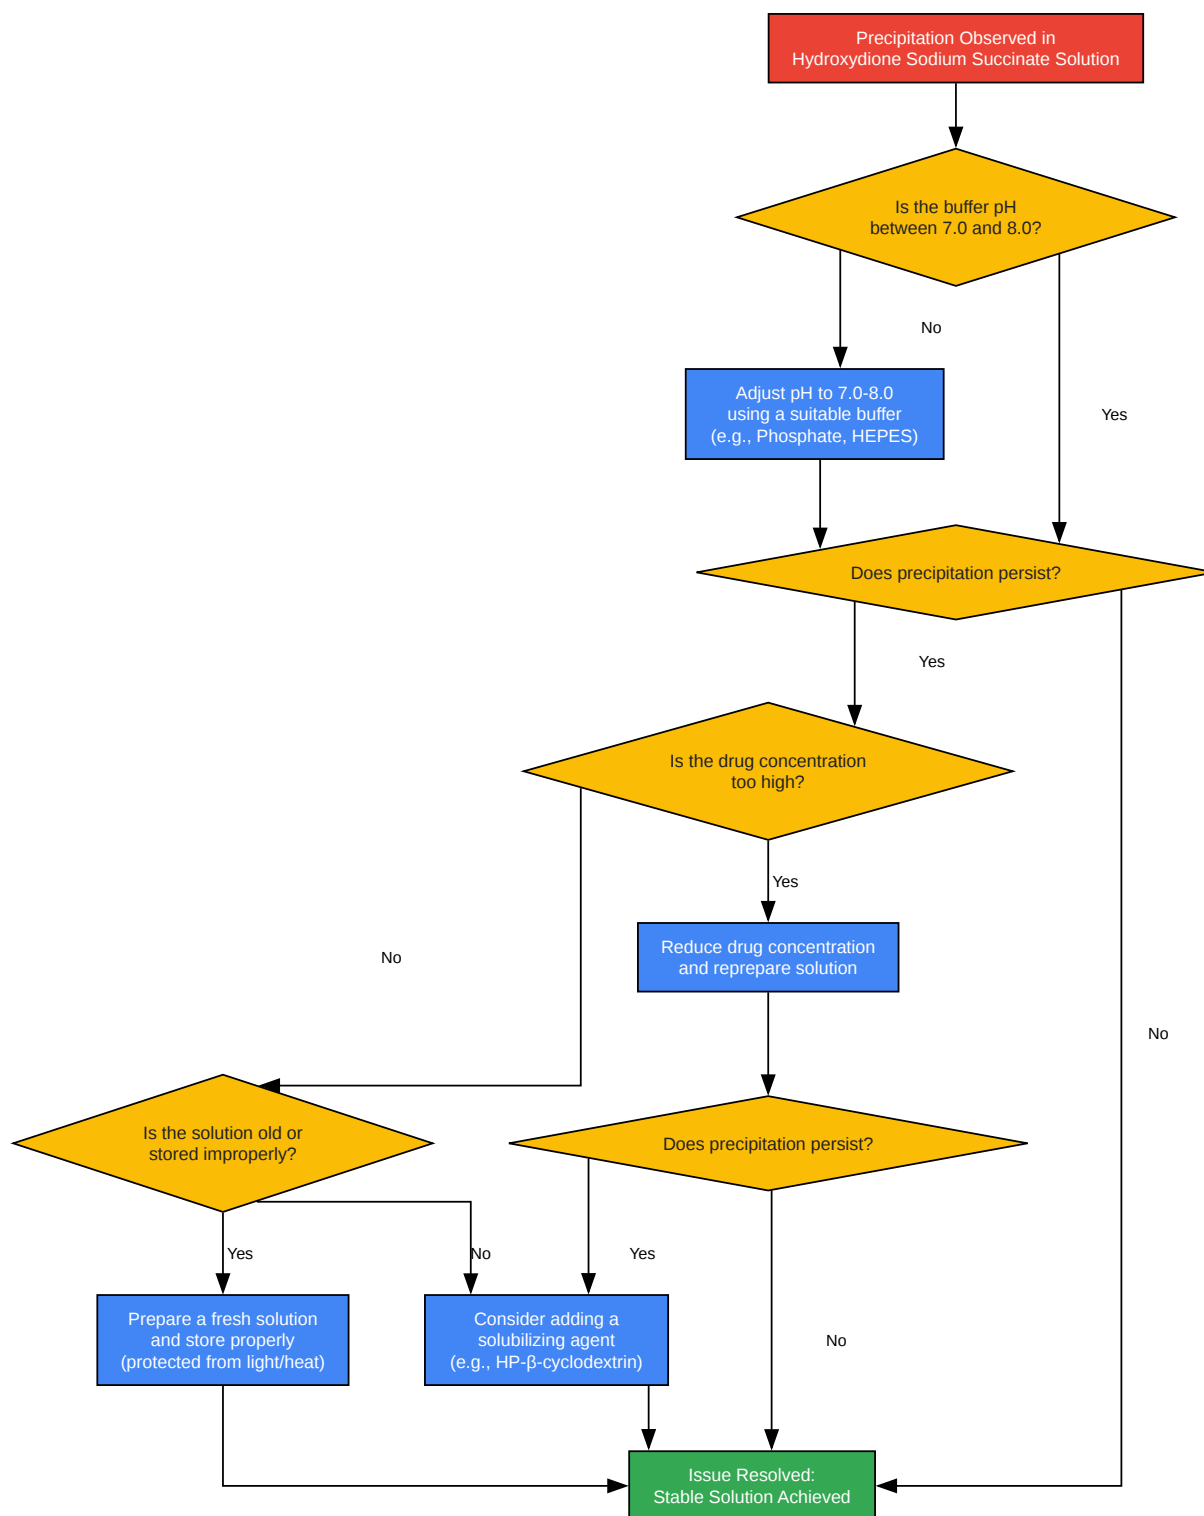 Precipitation Observed in
Hydroxydione Sodium Succinate Solution
Is the buffer pH
between 7.0 and 8.0?
No
Adjust pH to 7.0-8.0
using a suitable buffer
(e.g., Phosphate, HEPES)
Yes
Does precipitation persist?
Yes
Is the drug concentration
too high?
Yes
Reduce drug concentration
and reprepare solution
No
No
Is the solution old or
stored improperly?
Does precipitation persist?
Yes
No
Yes
Prepare a fresh solution
and store properly
(protected from light/heat)
Consider adding a
solubilizing agent
(e.g., HP-β-cyclodextrin)
No
Issue Resolved:
Stable Solution Achieved